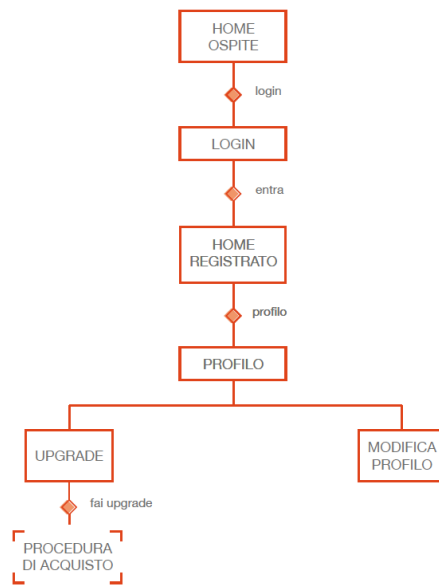 HOME
OSPITE
login
LOGIN
entra
HOME
REGISTRATO
profilo
PROFILO
UPGRADE
MODIFICA
PROFILO
fai upgrade
PROCEDURA
DI ACQUISTO